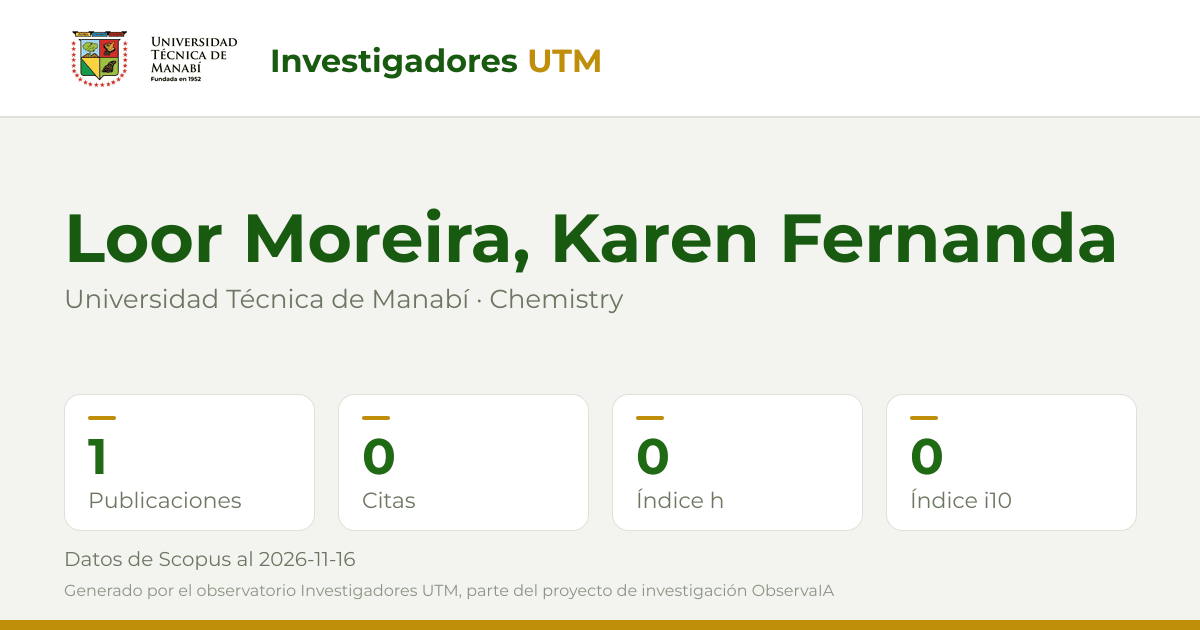 UNIVERSIDAD
TÉCNICA DE
MANABÍ
Fundada en 1952
Investigadores UTM
Loor Moreira, Karen Fernanda
Universidad Técnica de Manabí · Chemistry
1
Publicaciones
0
Citas
0
Índice h
0
Índice i10
Datos de Scopus al 2026-11-16
Generado por el observatorio Investigadores UTM, parte del proyecto de investigación ObservaIA